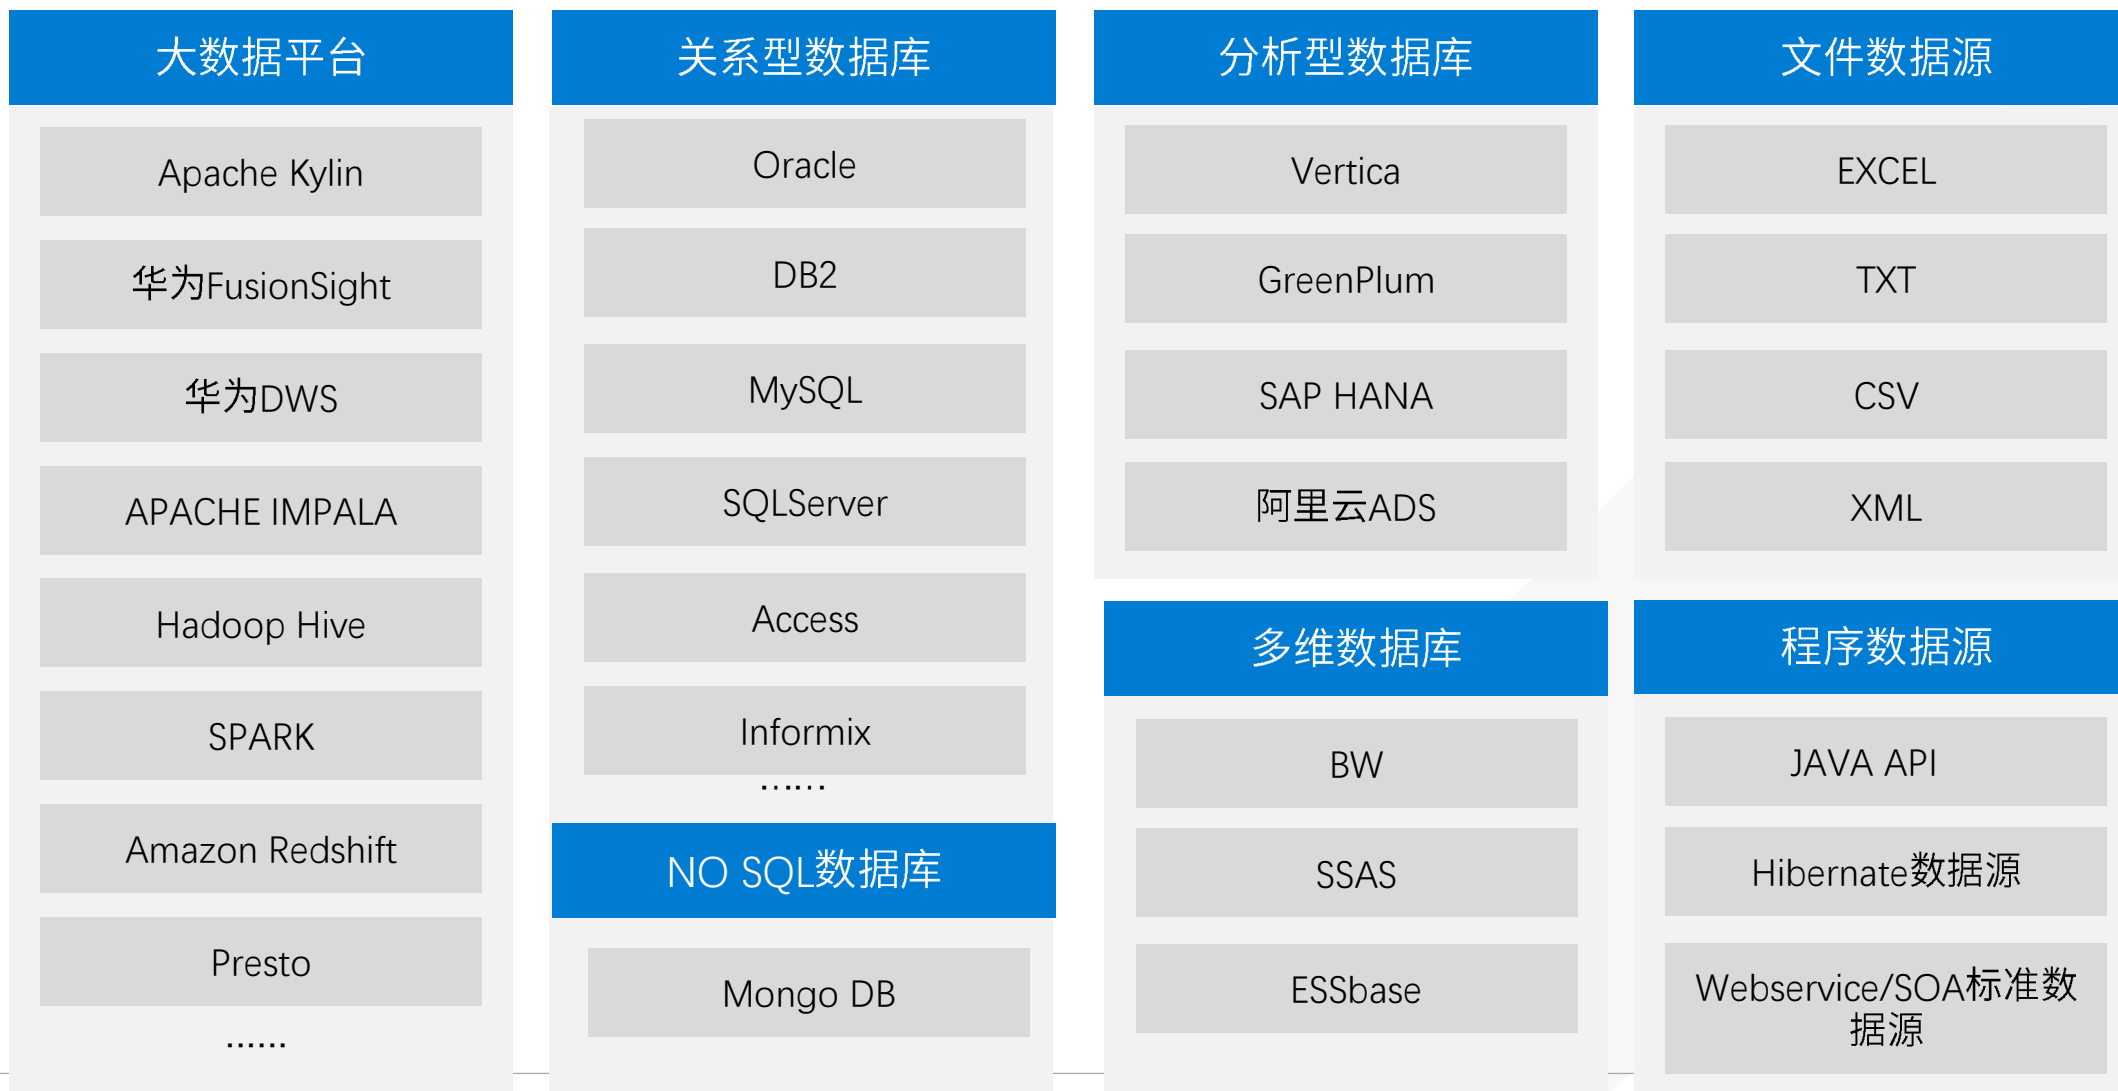 大数据平台
Apache Kylin
华为FusionSight
华为DWS
APACHE IMPALA
Hadoop Hive
SPARK
Amazon Redshift
Presto
......
关系型数据库
Oracle
DB2
MySQL
SQLServer
Access
Informix
......
NO SQL数据库
Mongo DB
分析型数据库
Vertica
GreenPlum
SAP HANA
阿里云ADS
多维数据库
BW
SSAS
ESSbase
文件数据源
EXCEL
TXT
CSV
XML
程序数据源
JAVA API
Hibernate数据源
Webservice/SOA标准数
据源